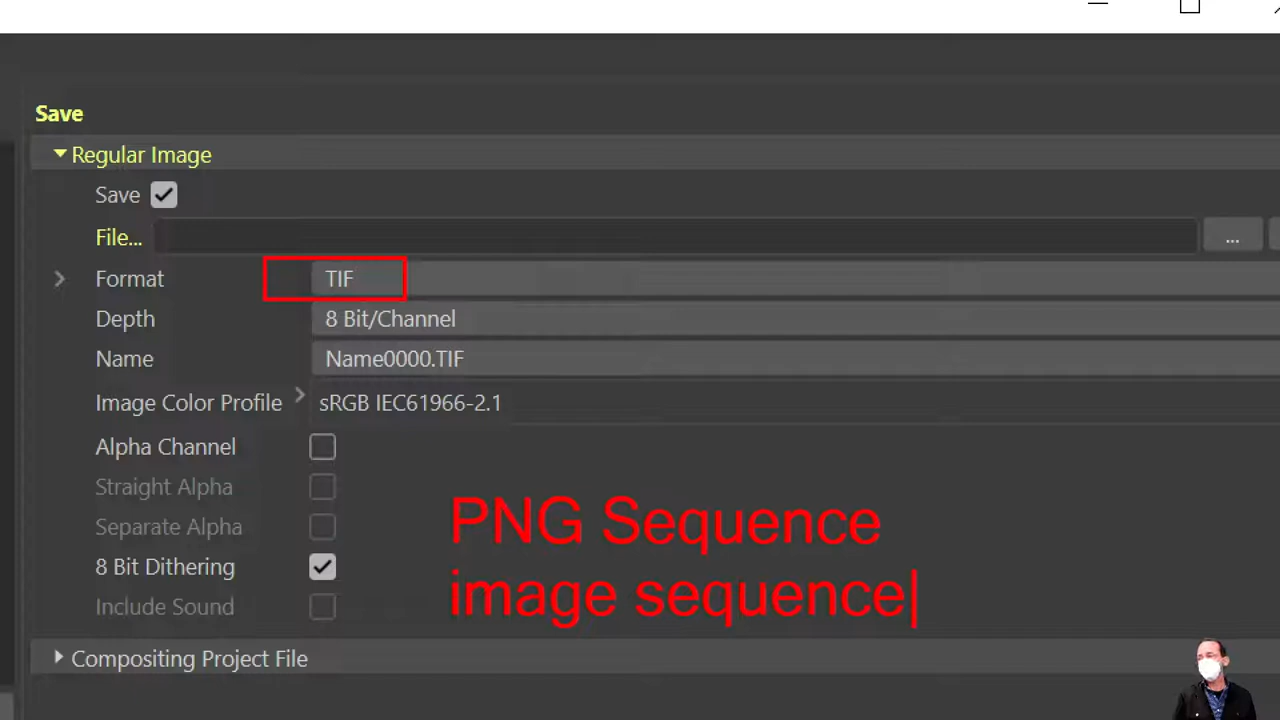 Save
Regular Image
Save
File...
...
Format TIF
Depth 8 Bit/Channel
Name Name0000.TIF
Image Color Profile sRGB IEC61966-2.1
Alpha Channel
Straight Alpha
Separate Alpha
8 Bit Dithering
Include Sound
PNG Sequence
image sequence
Compositing Project File